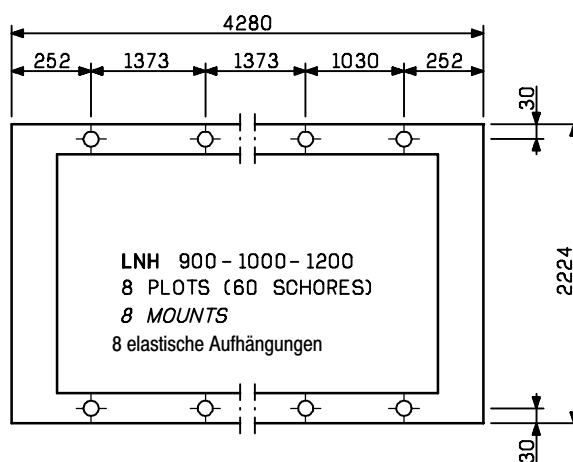 4280
252 1373 1373 1030 252
30
LNH 900-1000-1200
8 PLOTS (60 SCHORES)
8 MOUNTS
8 elastische Aufhängungen
2224
30